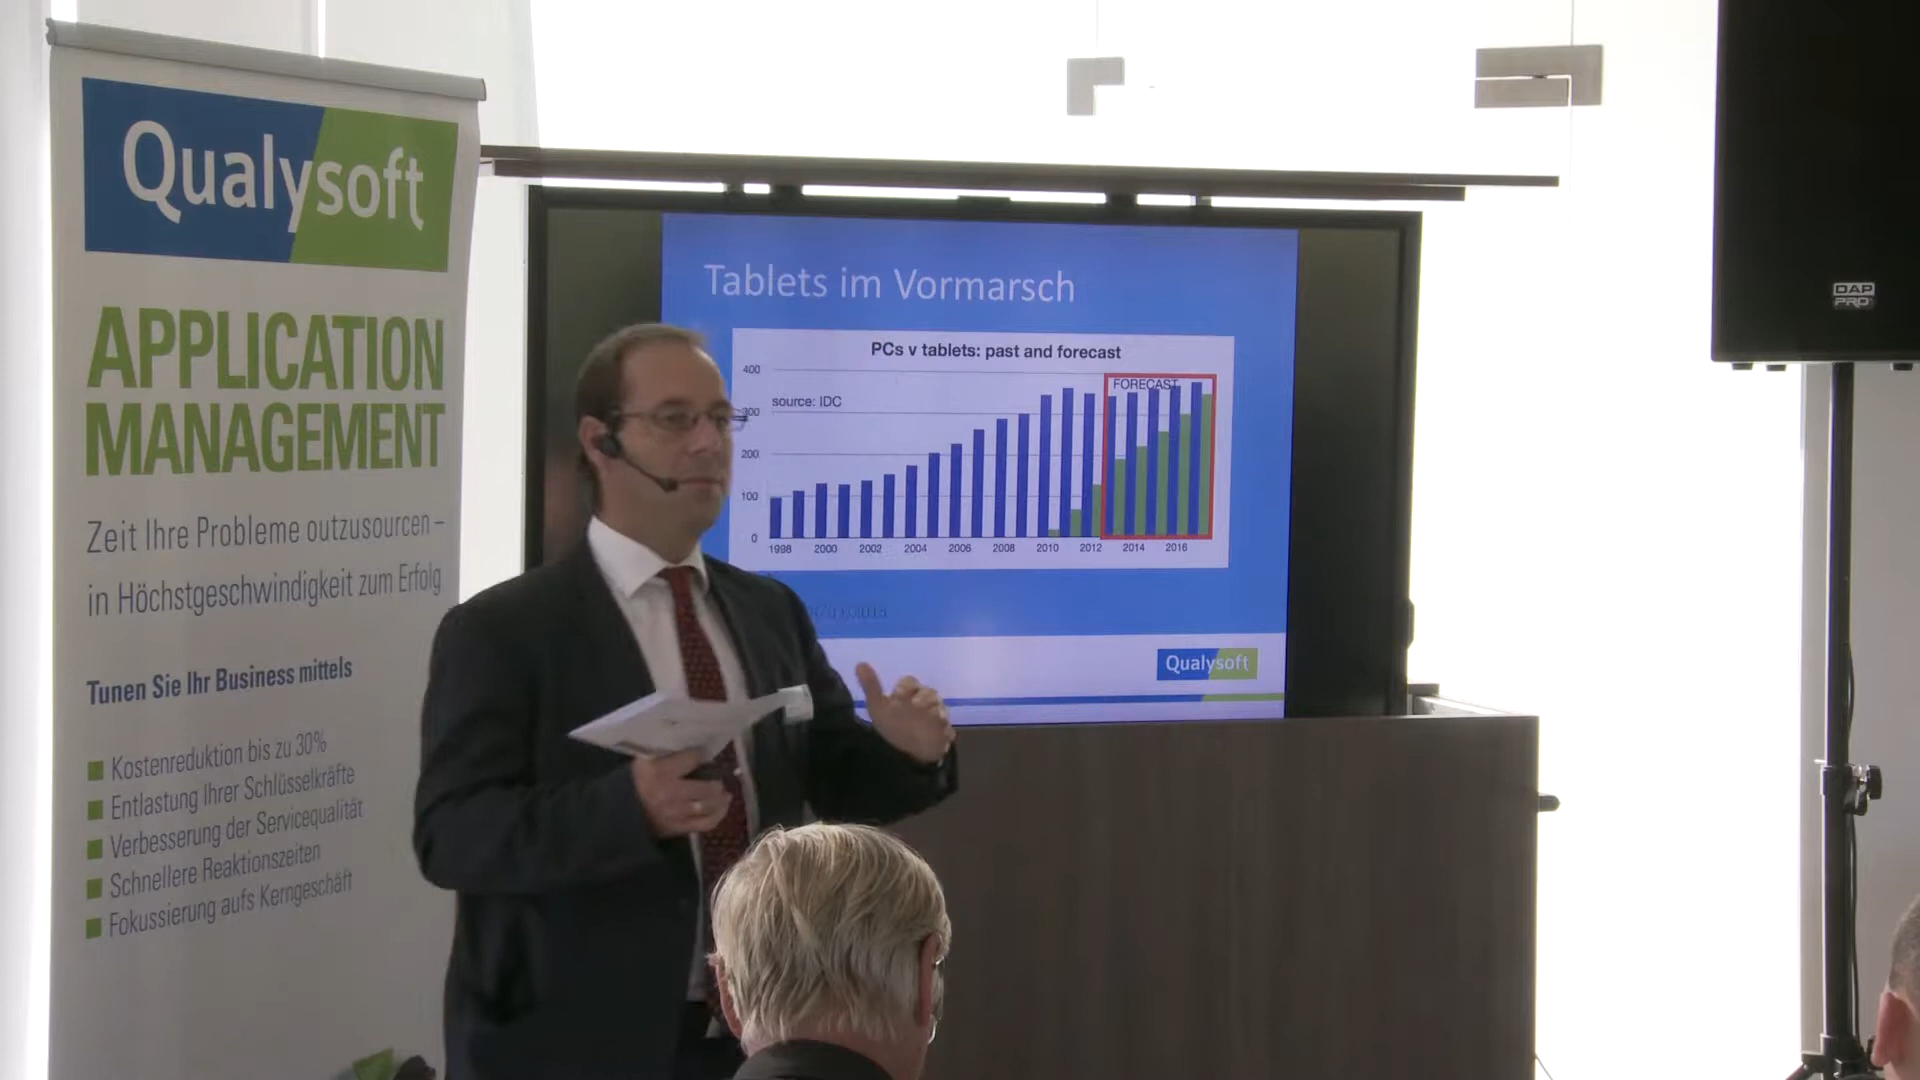 Qualysoft
APPLICATION
MANAGEMENT
Zeit Ihre Probleme outzusourcen –
in Höchstgeschwindigkeit zum Erfolg
Tunen Sie Ihr Business mittels
Kostenreduktion bis zu 30%
Entlastung Ihrer Schlüsselkräfte
Verbesserung der Servicequalität
Schnellere Reaktionszeiten
Fokussierung aufs Kerngeschäft
Tablets im Vormarsch
PCs v tablets: past and forecast
400
FORECAST
source: IDC
300
200
100
0
1998 2000 2002 2004 2006 2008 2010 2012 2014 2016
Qualysoft
DAP
PRO